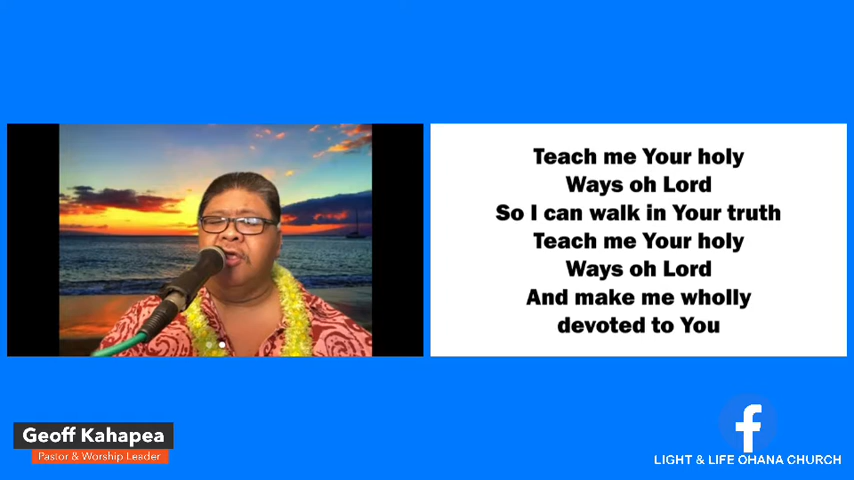 Teach me Your holy
Ways oh Lord
So I can walk in Your truth
Teach me Your holy
Ways oh Lord
And make me wholly
devoted to You
Geoff Kahapea
Pastor & Worship Leader
f
LIGHT & LIFE OHANA CHURCH